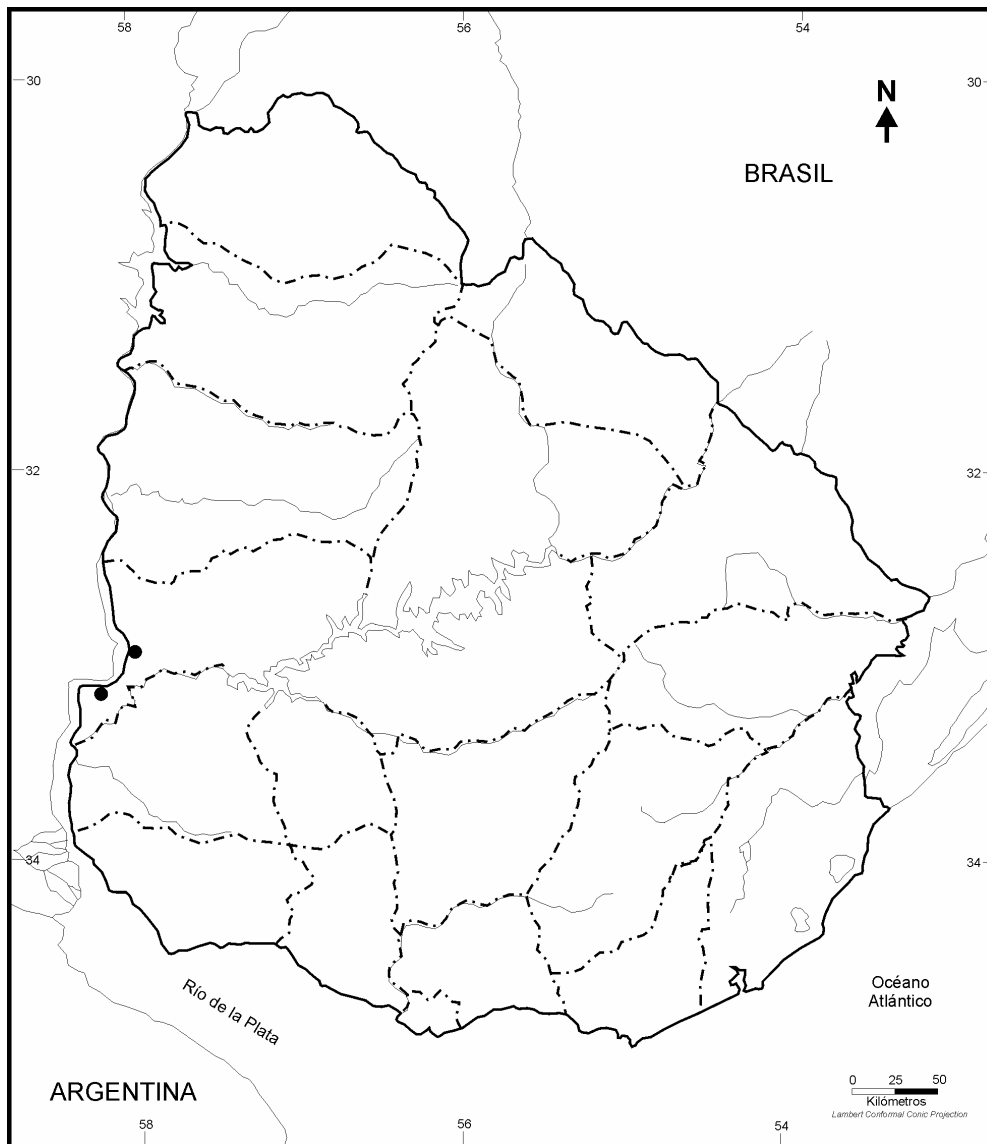 58 56 54
30 30
N
BRASIL
32 32
34 34
Río de la Plata
Océano
Atlántico
ARGENTINA
0 25 50
Kilómetros
Lambert Conformal Conic Projection
58 56 54